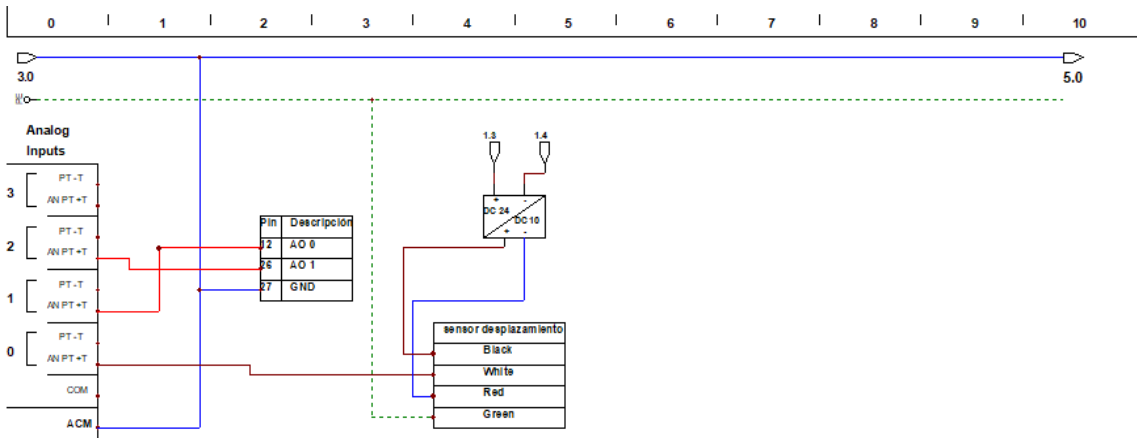 0 1 2 3 4 5 6 7 8 9 10
3.0
5.0
Analog
Inputs
1.3
1.4
3
PT -T
AN PT +T
+ -
DC 24
DC 10
+ -
2
PT -T
AN PT +T
Pin Descripción
12 AO 0
26 AO 1
27 GND
1
PT -T
AN PT +T
0
PT -T
AN PT +T
COM
ACM
sensor desplazamiento
Black
White
Red
Green